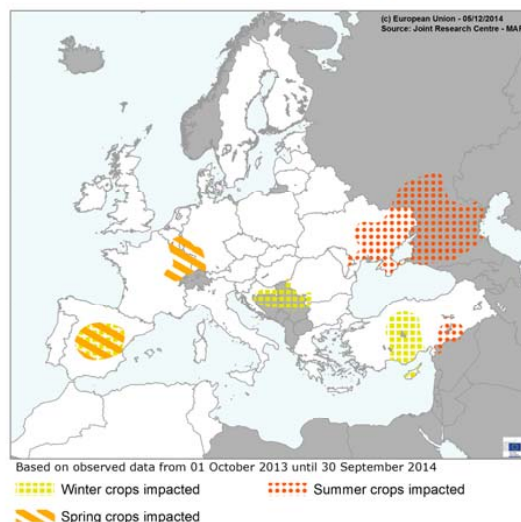 (c) European Union - 05/12/2014
Source: Joint Research Centre - MAR
Based on observed data from 01 October 2013 until 30 September 2014
Winter crops impacted
Summer crops impacted
Spring crops impacted